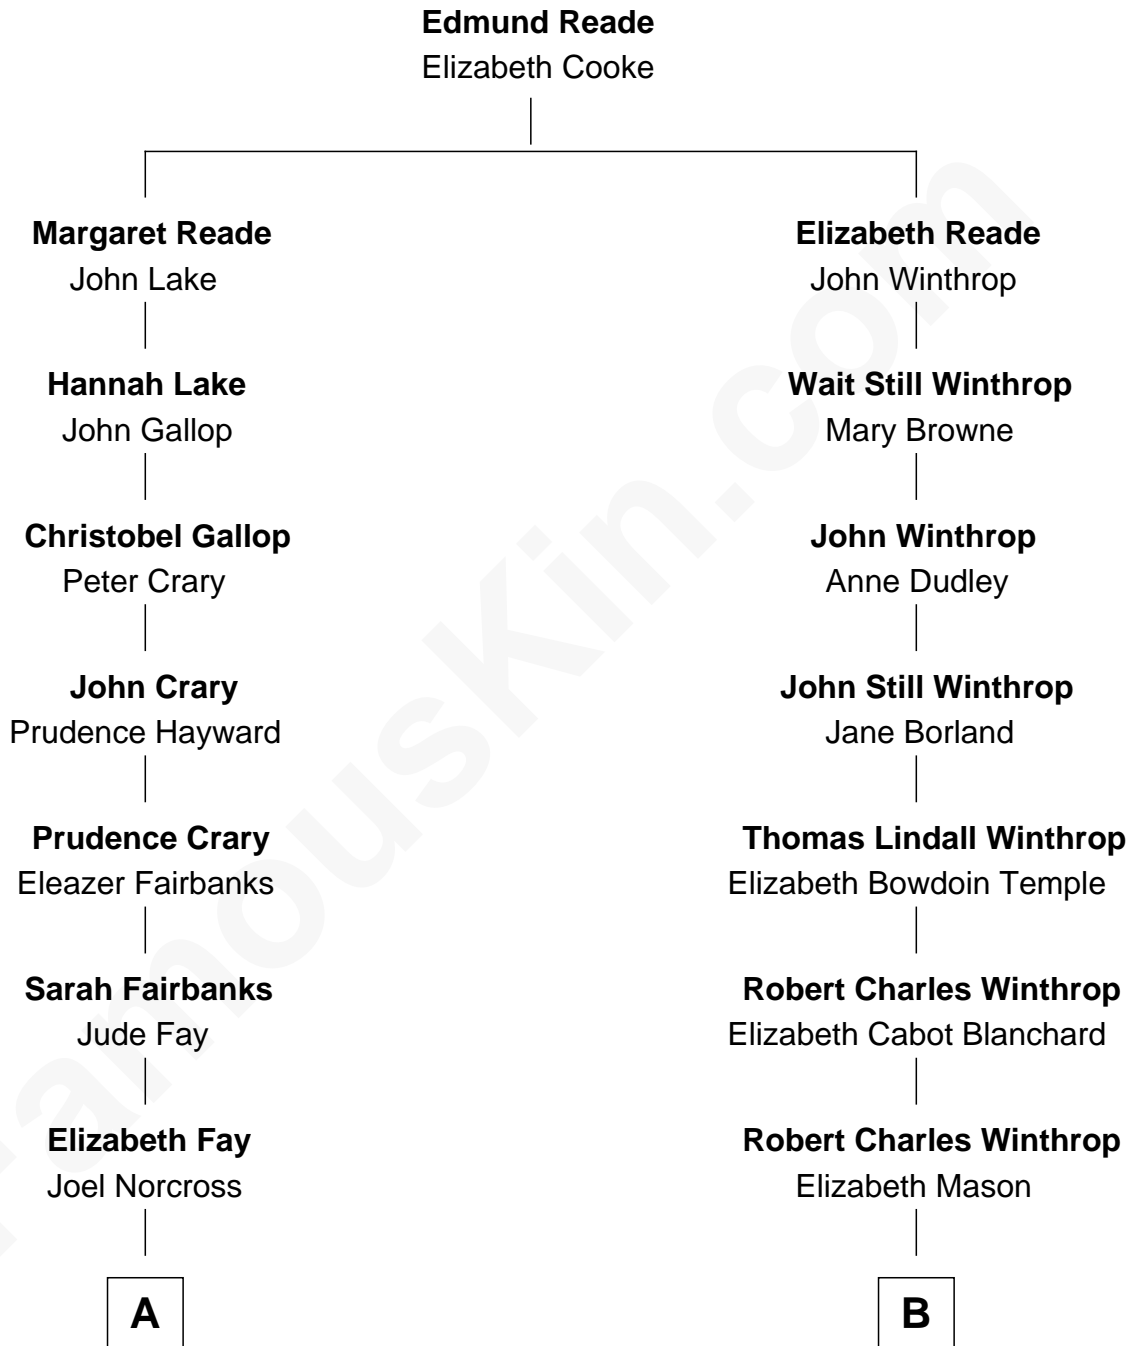 Edmund Reade
Elizabeth Cooke
Margaret Reade
John Lake
Elizabeth Reade
John Winthrop
Hannah Lake
John Gallop
Wait Still Winthrop
Mary Browne
Christobel Gallop
Peter Crary
John Winthrop
Anne Dudley
John Crary
Prudence Hayward
John Still Winthrop
Jane Borland
Prudence Crary
Eleazer Fairbanks
Thomas Lindall Winthrop
Elizabeth Bowdoin Temple
Sarah Fairbanks
Jude Fay
Robert Charles Winthrop
Elizabeth Cabot Blanchard
Elizabeth Fay
Joel Norcross
Robert Charles Winthrop
Elizabeth Mason
A
B
FamousKin.com